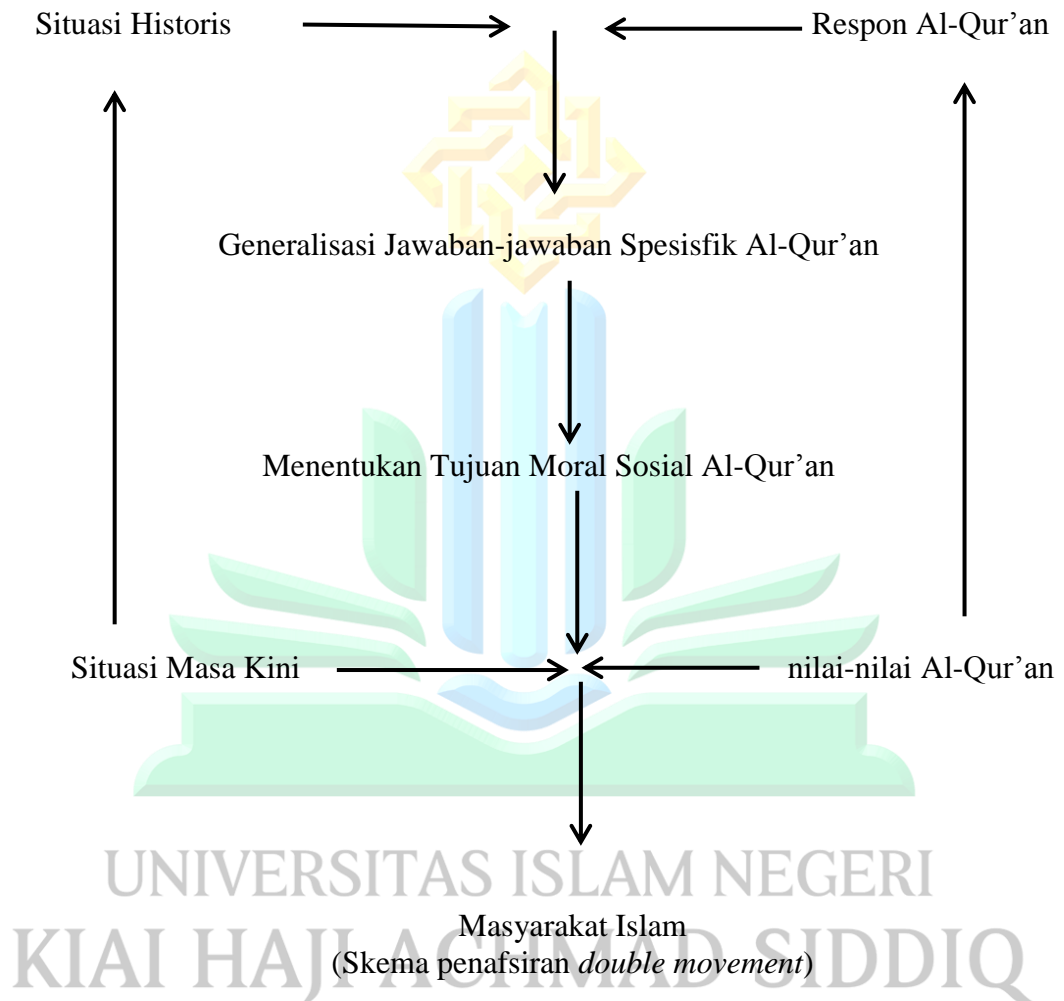 Situasi Historis
Respon Al-Qur’an
Generalisasi Jawaban-jawaban Spesisfik Al-Qur’an
Menentukan Tujuan Moral Sosial Al-Qur’an
Situasi Masa Kini
nilai-nilai Al-Qur’an
UNIVERSITAS ISLAM NEGERI
Masyarakat Islam
KIAI HAJI ACHMAD SIDDIQ
(Skema penafsiran double movement)